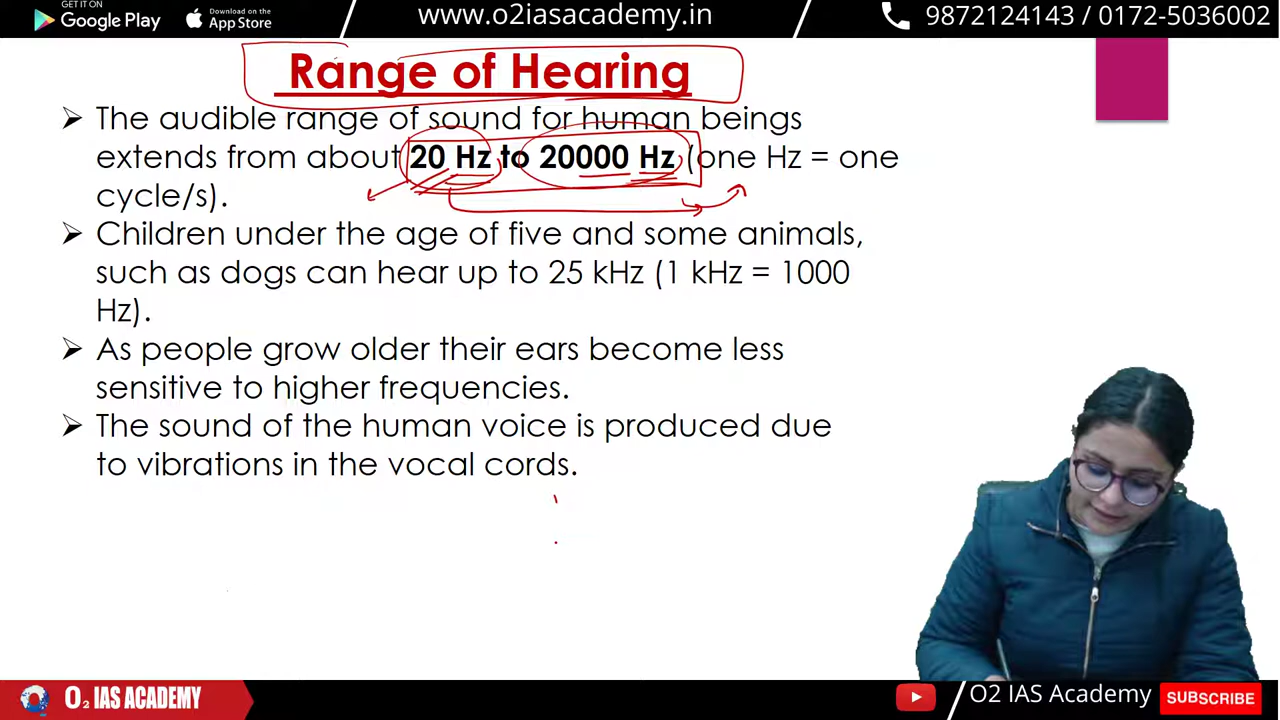 GET IT ON
Google Play
Download on the
App Store
www.o2iasacademy.in
9872124143 / 0172-5036002
Range of Hearing
➢ The audible range of sound for human beings
extends from about 20 Hz to 20000 Hz (one Hz = one
cycle/s).
➢ Children under the age of five and some animals,
such as dogs can hear up to 25 kHz (1 kHz = 1000
Hz).
➢ As people grow older their ears become less
sensitive to higher frequencies.
➢ The sound of the human voice is produced due
to vibrations in the vocal cords.
O₂ IAS ACADEMY
O2 IAS Academy
SUBSCRIBE